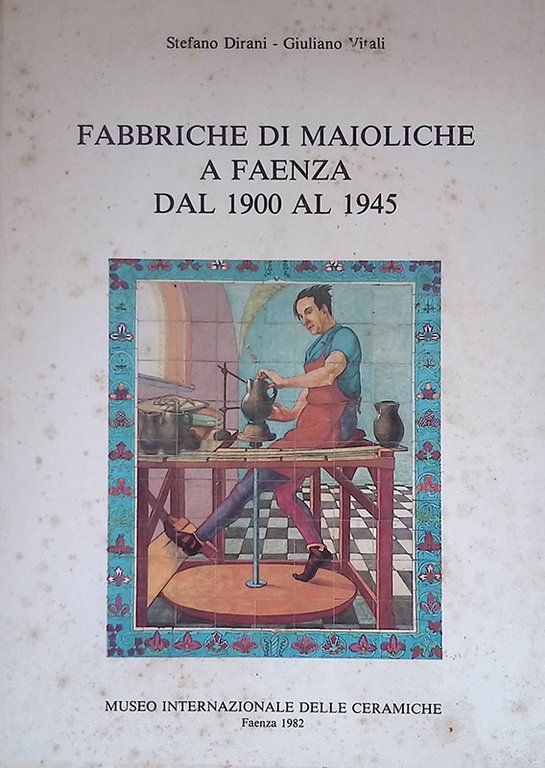 Stefano Dirani - Giuliano Vitali
FABBRICHE DI MAIOLICHE
A FAENZA
DAL 1900 AL 1945
MUSEO INTERNAZIONALE DELLE CERAMICHE
Faenza 1982